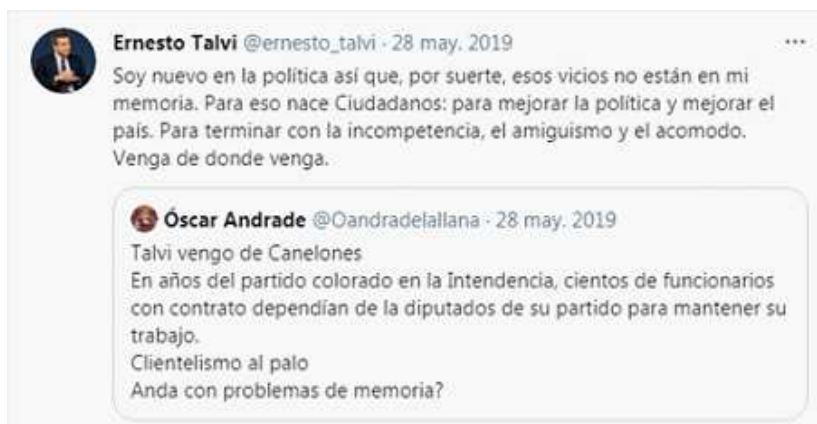 Ernesto Talvi @ernesto_talvi · 28 may. 2019
Soy nuevo en la política así que, por suerte, esos vicios no están en mi
memoria. Para eso nace Ciudadanos: para mejorar la política y mejorar el
país. Para terminar con la incompetencia, el amiguismo y el acomodo.
Venga de donde venga.
Óscar Andrade @Oandradelallana · 28 may. 2019
Talvi vengo de Canelones
En años del partido colorado en la Intendencia, cientos de funcionarios
con contrato dependían de la diputados de su partido para mantener su
trabajo.
Clientelismo al palo
Anda con problemas de memoria?